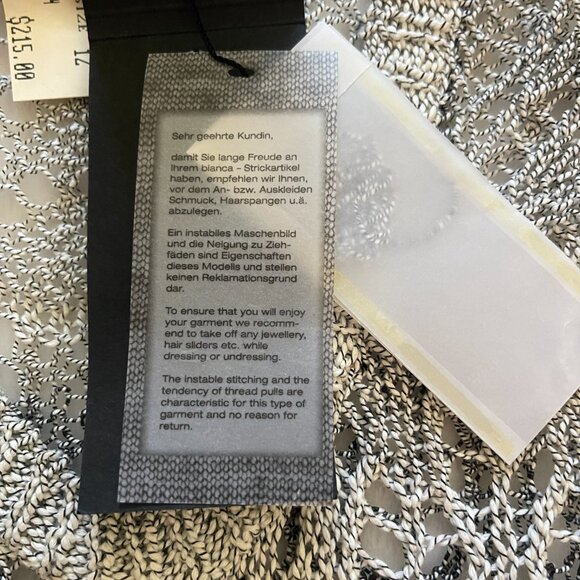 SIZE 12
$215.00
Sehr geehrte Kundin,
damit Sie lange Freude an
Ihrem bianca - Strickartikel
haben, empfehlen wir Ihnen,
vor dem An- bzw. Auskleiden
Schmuck, Haarspangen u.ä.
abzulegen.
Ein instabiles Maschenbild
und die Neigung zu Zieh-
fäden sind Eigenschaften
dieses Modells und stellen
keinen Reklamationsgrund
dar.
To ensure that you will enjoy
your garment we recomm-
end to take off any jewellery,
hair sliders etc. while
dressing or undressing.
The instable stitching and the
tendency of thread pulls are
characteristic for this type of
garment and no reason for
return.